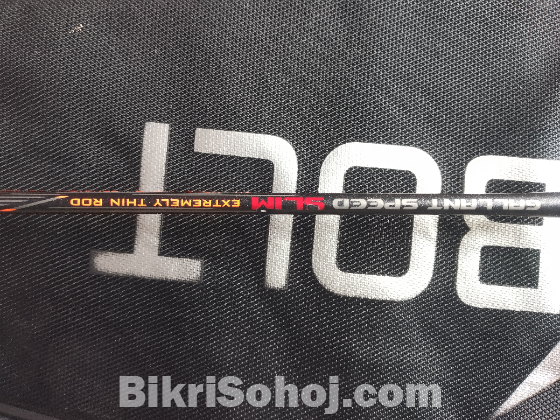 BOLT
GALLANT SPEED SLIM EXTREMELY THIN ROD
BikriSohoj.com